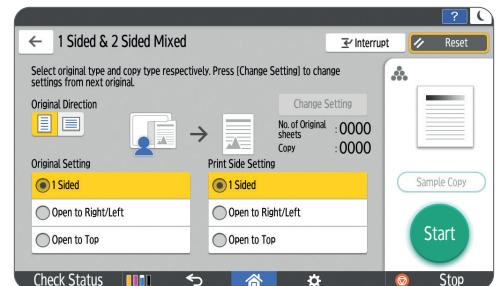 ?
1 Sided & 2 Sided Mixed
Interrupt
Reset
Select original type and copy type respectively. Press [Change Setting] to change
settings from next original.
Original Direction
Change Setting
No. of Original
sheets
:0000
Copy
:0000
Original Setting
Print Side Setting
1 Sided
1 Sided
Open to Right/Left
Open to Right/Left
Open to Top
Open to Top
Sample Copy
Start
Check Status
Stop